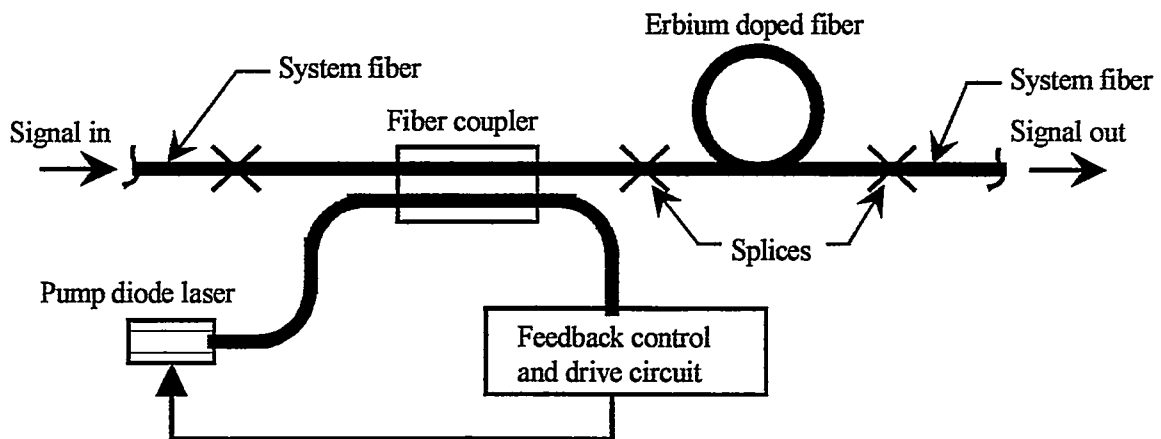 Erbium doped fiber
System fiber
System fiber
Signal in
Fiber coupler
Signal out
Splices
Pump diode laser
Feedback control
and drive circuit